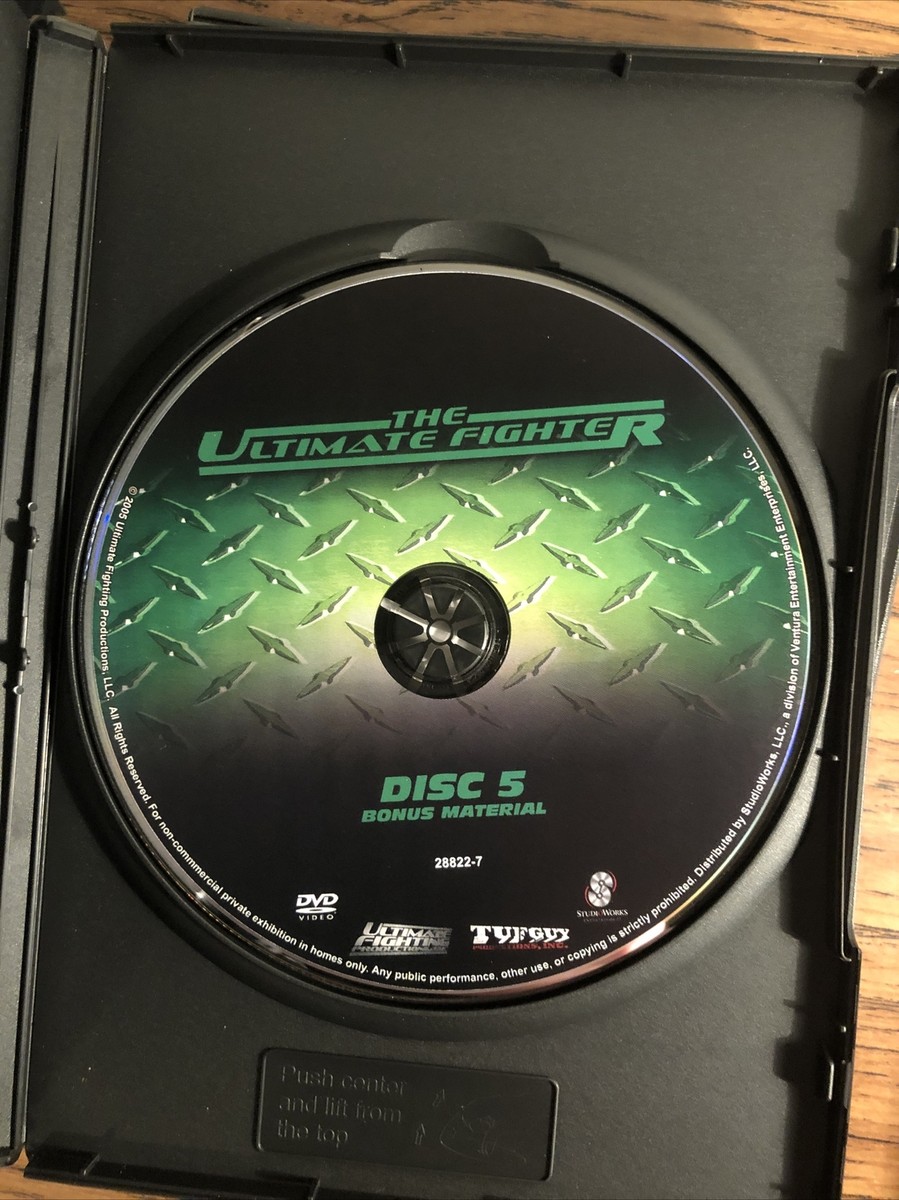 THE
ULTIMATE FIGHTER
DISC 5
BONUS MATERIAL
28822-7
DVD
VIDEO
ULTIMATE
FIGHTING
PRODUCTIONS
TUFGUY
PRODUCTIONS, INC.
STUDIOWORKS
© 2005 Ultimate Fighting Productions, LLC. All Rights Reserved. For non-commmercial private exhibition in homes only. Any public performance, other use, or copying is strictly prohibited. Distributed by StudioWorks, LLC., a division of Ventura Entertainment Enterprises, LLC.
Push center
and lift from
the top